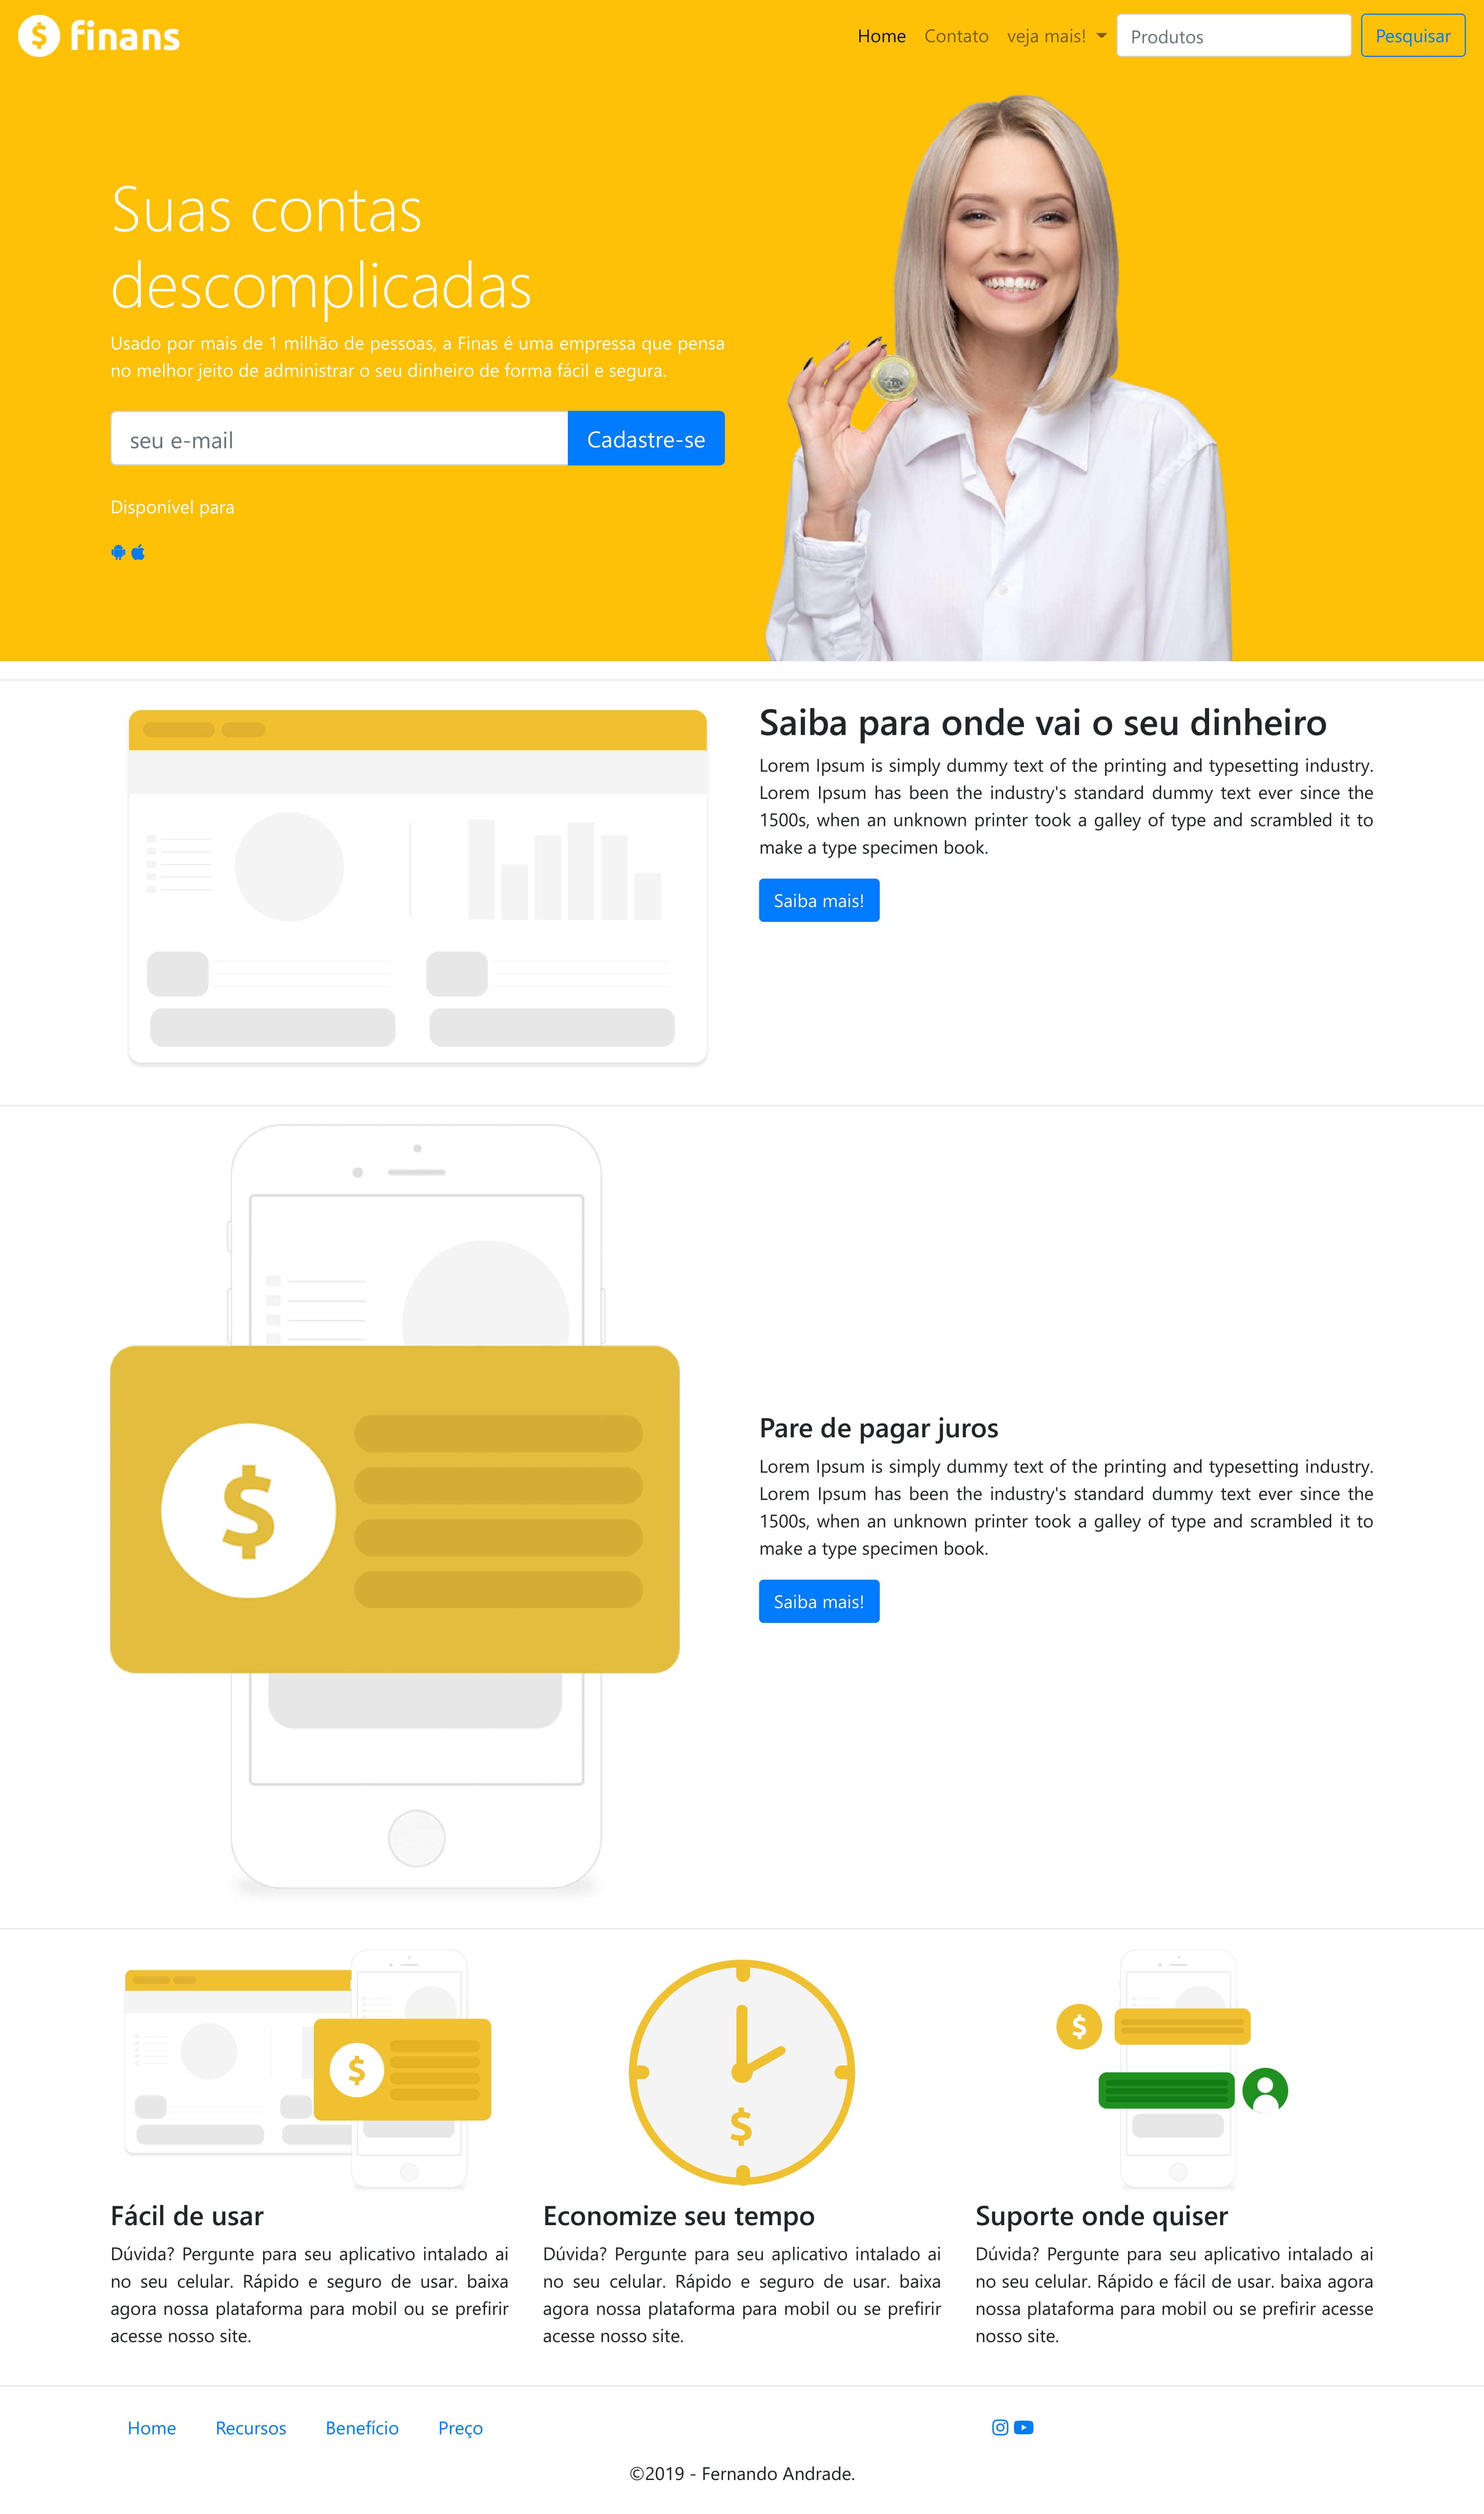 $ finans
Home Contato veja mais! Produtos Pesquisar
Suas contas
descomplicadas
Usado por mais de 1 milhão de pessoas, a Finas é uma empressa que pensa
no melhor jeito de administrar o seu dinheiro de forma fácil e segura.
seu e-mail Cadastre-se
Disponível para
Saiba para onde vai o seu dinheiro
Lorem Ipsum is simply dummy text of the printing and typesetting industry.
Lorem Ipsum has been the industry's standard dummy text ever since the
1500s, when an unknown printer took a galley of type and scrambled it to
make a type specimen book.
Saiba mais!
$
Pare de pagar juros
Lorem Ipsum is simply dummy text of the printing and typesetting industry.
Lorem Ipsum has been the industry's standard dummy text ever since the
1500s, when an unknown printer took a galley of type and scrambled it to
make a type specimen book.
Saiba mais!
$
Fácil de usar
Dúvida? Pergunte para seu aplicativo intalado ai
no seu celular. Rápido e seguro de usar. baixa
agora nossa plataforma para mobil ou se prefirir
acesse nosso site.
$
Economize seu tempo
Dúvida? Pergunte para seu aplicativo intalado ai
no seu celular. Rápido e seguro de usar. baixa
agora nossa plataforma para mobil ou se prefirir
acesse nosso site.
$
Suporte onde quiser
Dúvida? Pergunte para seu aplicativo intalado ai
no seu celular. Rápido e fácil de usar. baixa agora
nossa plataforma para mobil ou se prefirir acesse
nosso site.
Home Recursos Benefício Preço
©2019 - Fernando Andrade.